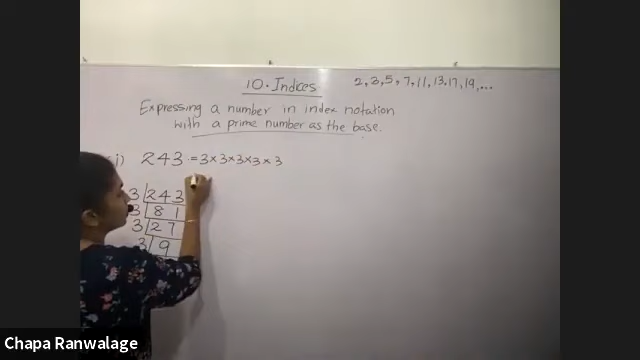 10. Indices
2, 3, 5, 7, 11, 13, 17, 19, ...
Expressing a number in index notation
with a prime number as the base.
i) 243 = 3 × 3 × 3 × 3 × 3
3 | 243
3 | 81
3 | 27
3 | 9
Chapa Ranwalage